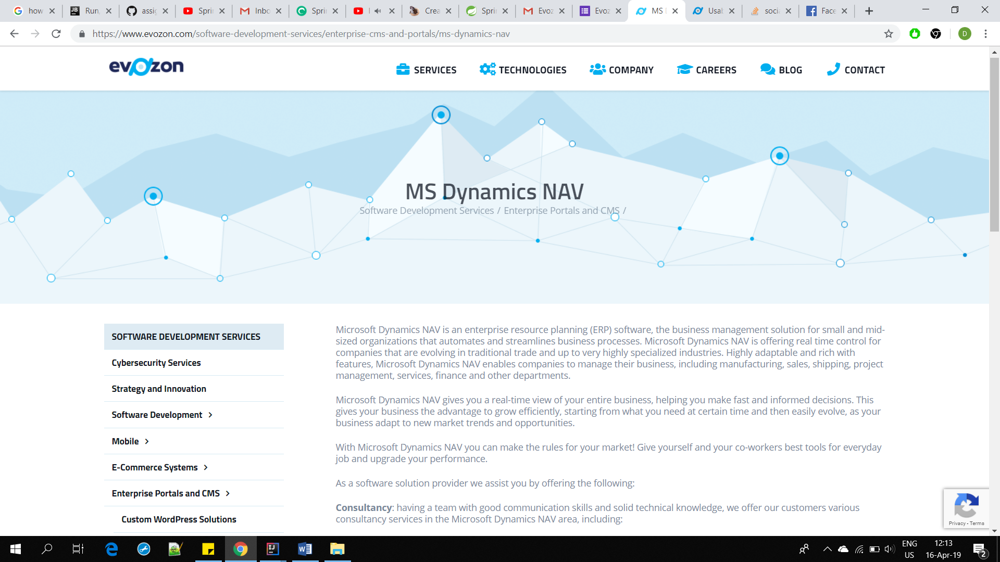 how
Run,
assig
Sprin
Inbo
Sprin
Crea
Sprin
Evoz
Evoz
MS D
Usab
socia
Face
https://www.evozon.com/software-development-services/enterprise-cms-and-portals/ms-dynamics-nav
D
evozon
SERVICES
TECHNOLOGIES
COMPANY
CAREERS
BLOG
CONTACT
MS Dynamics NAV
Software Development Services / Enterprise Portals and CMS /
SOFTWARE DEVELOPMENT SERVICES
Cybersecurity Services
Strategy and Innovation
Software Development
Mobile
E-Commerce Systems
Enterprise Portals and CMS
Custom WordPress Solutions
Microsoft Dynamics NAV is an enterprise resource planning (ERP) software, the business management solution for small and mid-
sized organizations that automates and streamlines business processes. Microsoft Dynamics NAV is offering real time control for
companies that are evolving in traditional trade and up to very highly specialized industries. Highly adaptable and rich with
features, Microsoft Dynamics NAV enables companies to manage their business, including manufacturing, sales, shipping, project
management, services, finance and other departments.
Microsoft Dynamics NAV gives you a real-time view of your entire business, helping you make fast and informed decisions. This
gives your business the advantage to grow efficiently, starting from what you need at certain time and then easily evolve, as your
business adapt to new market trends and opportunities.
With Microsoft Dynamics NAV you can make the rules for your market! Give yourself and your co-workers best tools for everyday
job and upgrade your performance.
As a software solution provider we assist you by offering the following:
Consultancy: having a team with good communication skills and solid technical knowledge, we offer our customers various
consultancy services in the Microsoft Dynamics NAV area, including:
Privacy - Terms
ENG
US
12:13
16-Apr-19
2